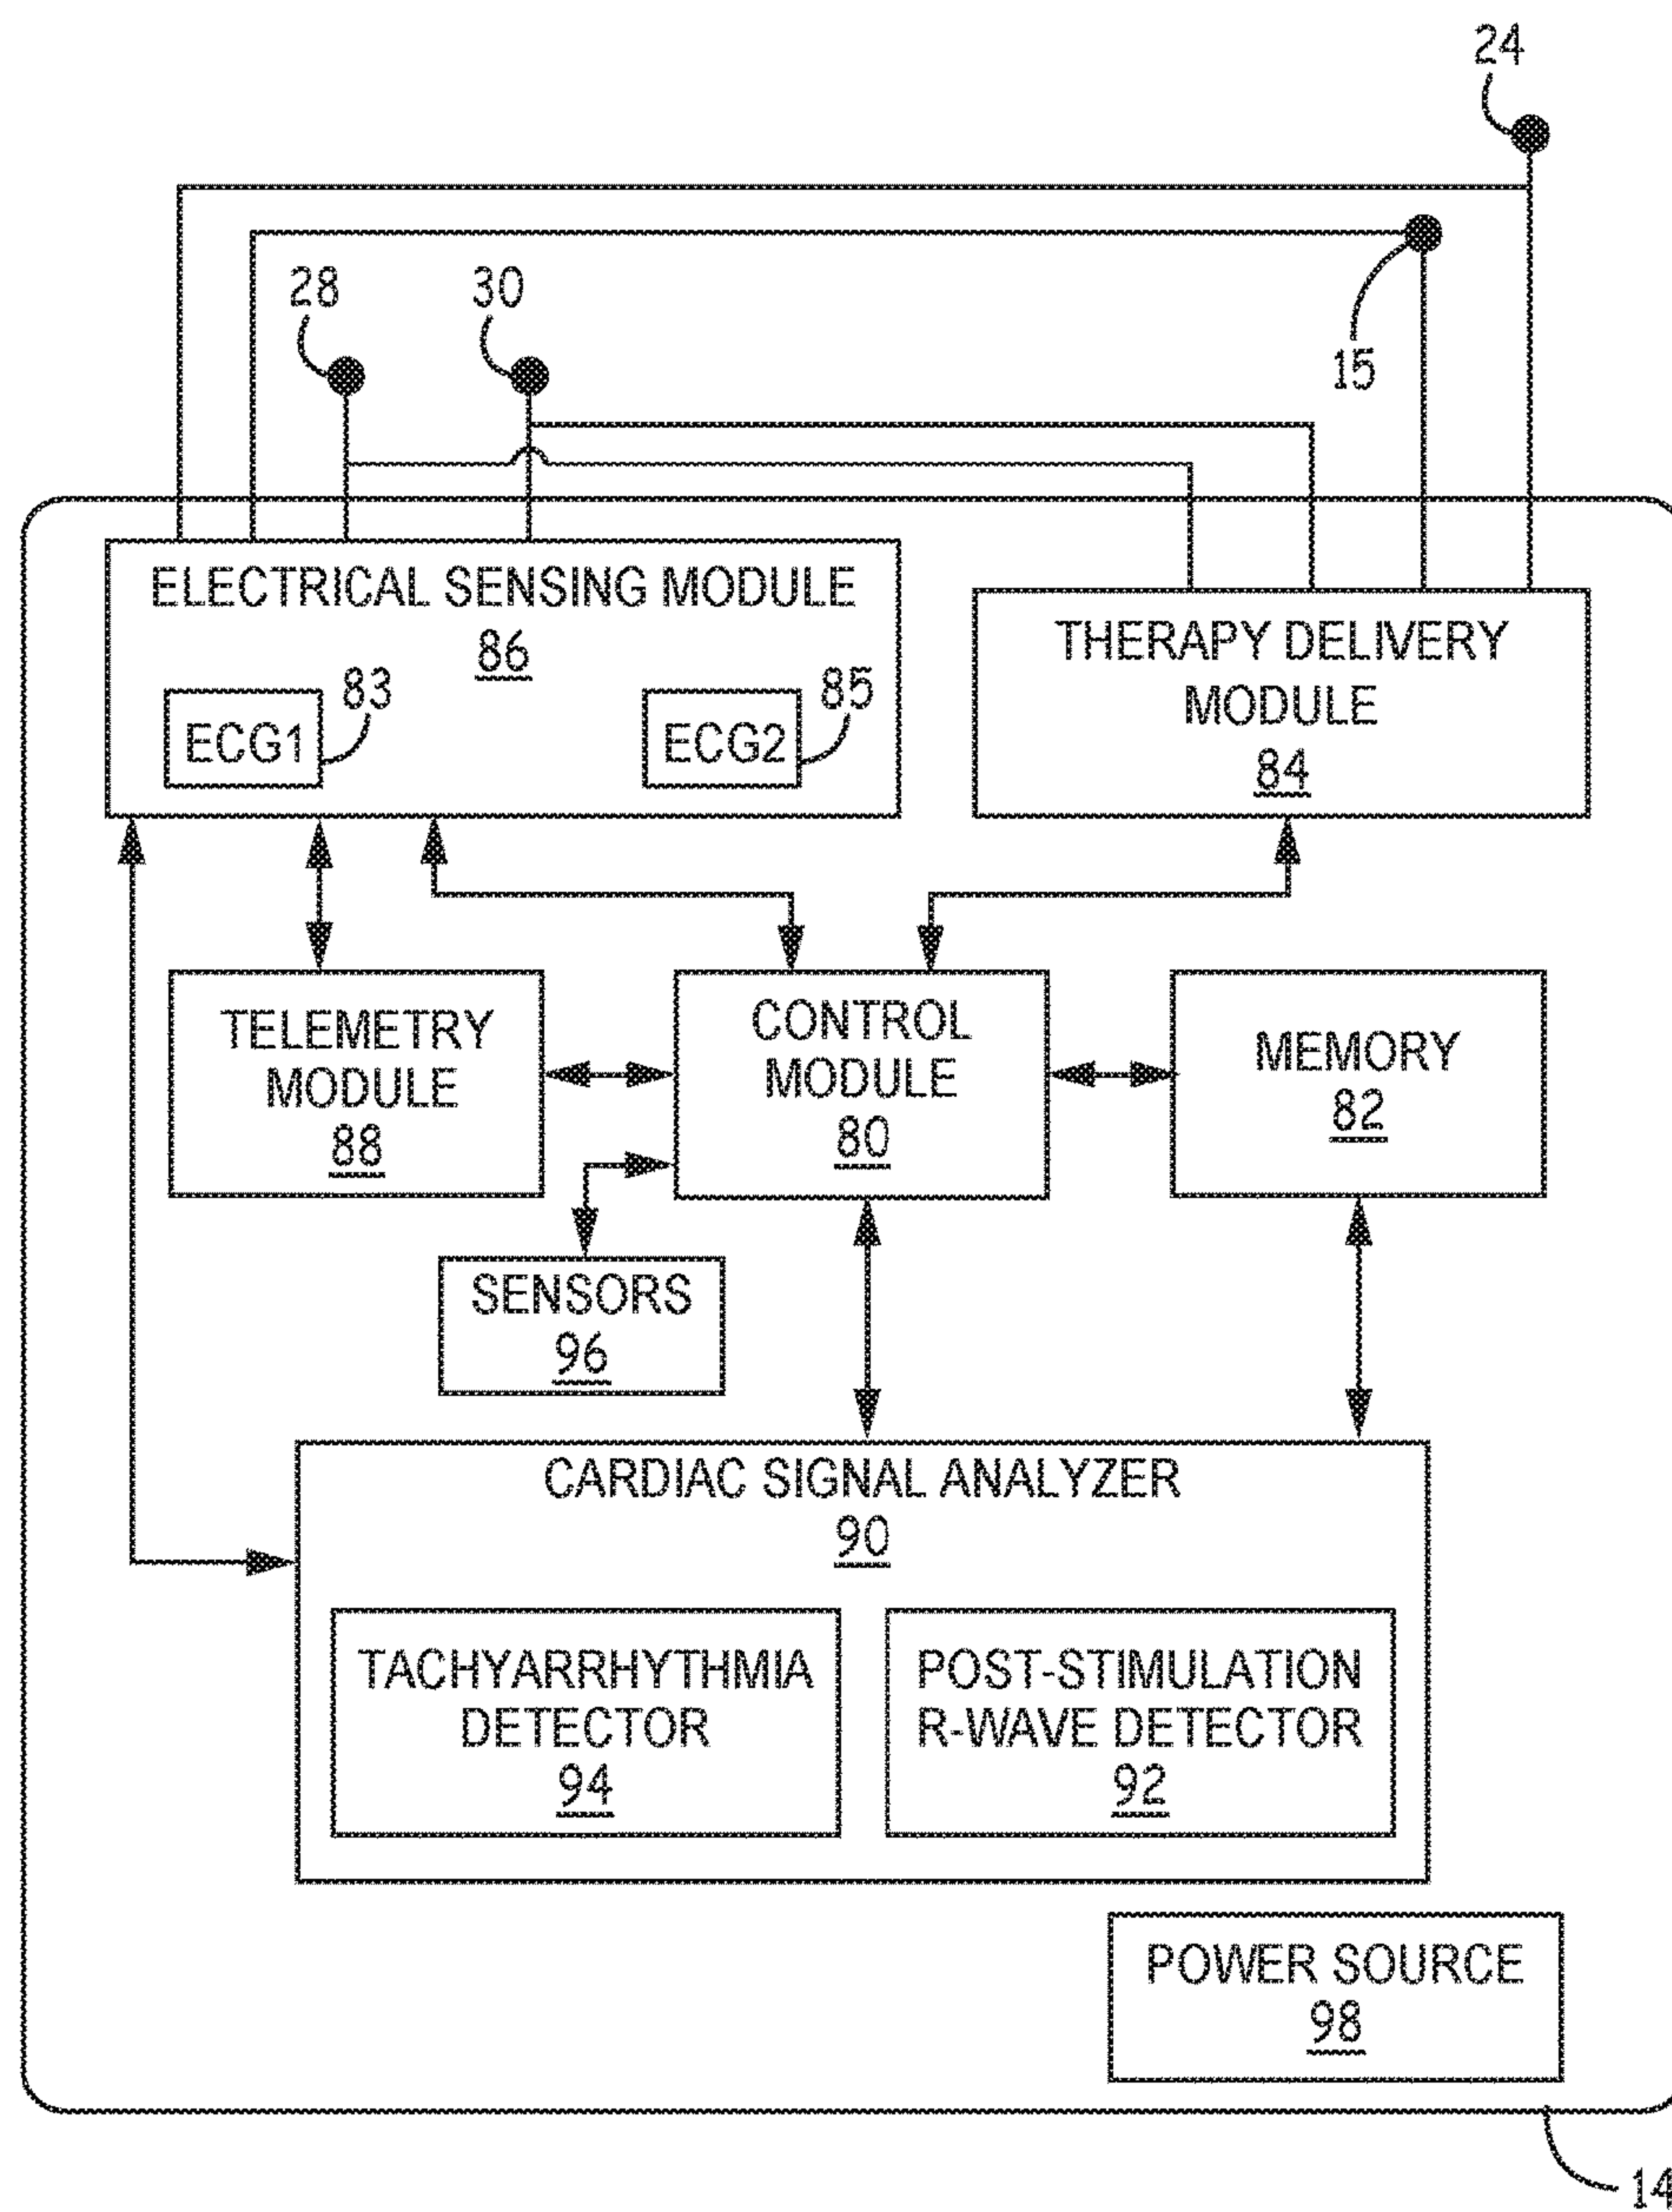 24
28
30
15
ELECTRICAL SENSING MODULE
86
83
85
ECG1
ECG2
THERAPY DELIVERY
MODULE
84
TELEMETRY
MODULE
88
CONTROL
MODULE
80
MEMORY
82
SENSORS
96
CARDIAC SIGNAL ANALYZER
90
TACHYARRHYTHMIA
DETECTOR
94
POST-STIMULATION
R-WAVE DETECTOR
92
POWER SOURCE
98
14